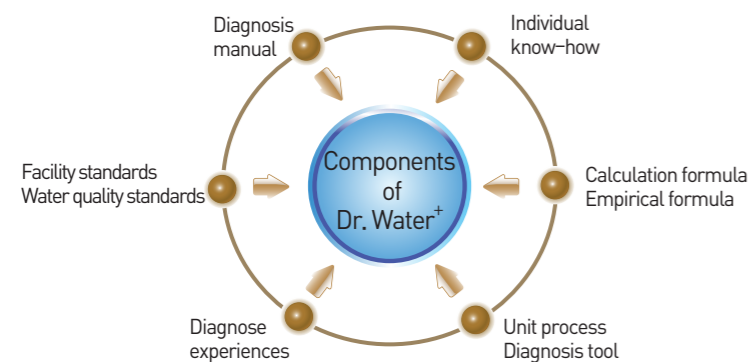 Diagnosis
manual
Individual
know-how
Facility standards
Water quality standards
Components
of
Dr. Water+
Calculation formula
Empirical formula
Diagnose
experiences
Unit process
Diagnosis tool